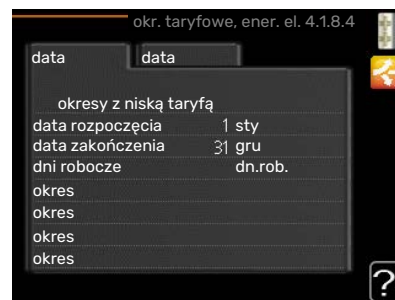 okr. taryfowe, ener. el. 4.1.8.4
data data
okresy z niską taryfą
data rozpoczęcia 1 sty
data zakończenia 31 gru
dni robocze dn.rob.
okres
okres
okres
okres
?